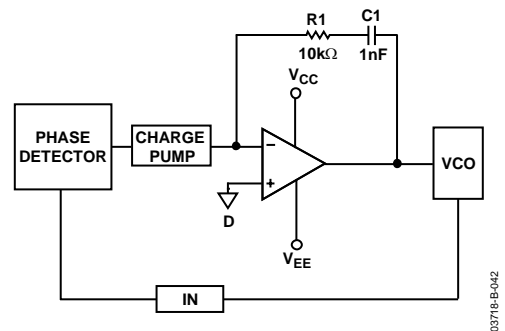 R1
10kΩ
C1
1nF
VCC
PHASE
DETECTOR
CHARGE
PUMP
−
+
D
VEE
VCO
IN
03718-B-042